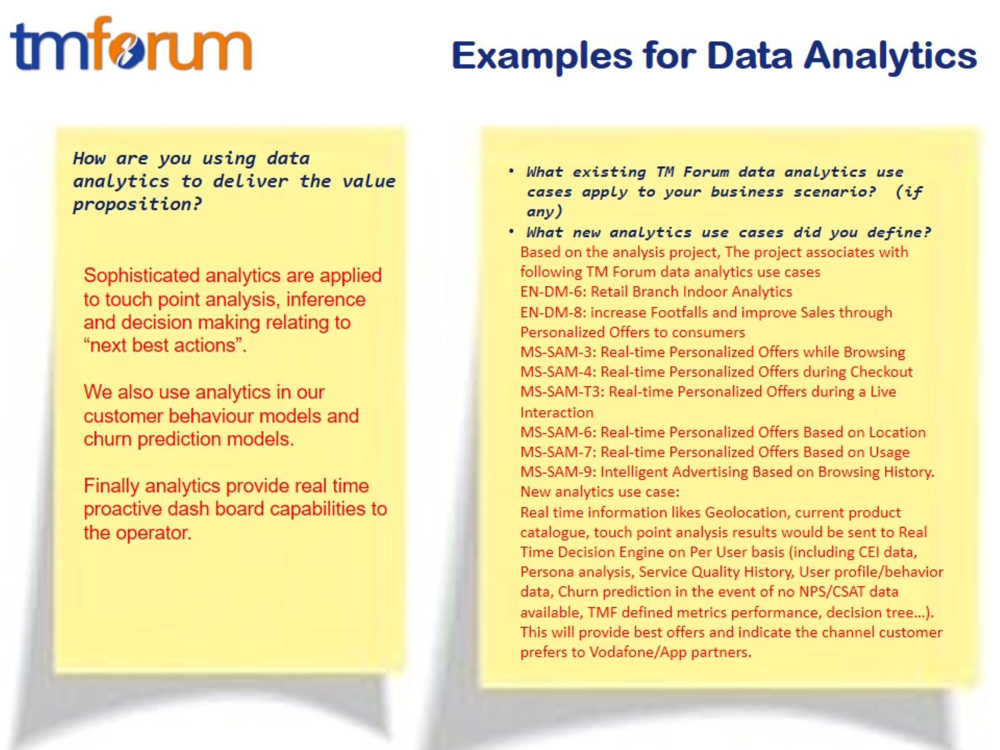 tmforum
Examples for Data Analytics
How are you using data
analytics to deliver the value
proposition?
Sophisticated analytics are applied
to touch point analysis, inference
and decision making relating to
“next best actions”.
We also use analytics in our
customer behaviour models and
churn prediction models.
Finally analytics provide real time
proactive dash board capabilities to
the operator.
• What existing TM Forum data analytics use
cases apply to your business scenario? (if
any)
• What new analytics use cases did you define?
Based on the analysis project, The project associates with
following TM Forum data analytics use cases
EN-DM-6: Retail Branch Indoor Analytics
EN-DM-8: increase Footfalls and improve Sales through
Personalized Offers to consumers
MS-SAM-3: Real-time Personalized Offers while Browsing
MS-SAM-4: Real-time Personalized Offers during Checkout
MS-SAM-T3: Real-time Personalized Offers during a Live
Interaction
MS-SAM-6: Real-time Personalized Offers Based on Location
MS-SAM-7: Real-time Personalized Offers Based on Usage
MS-SAM-9: Intelligent Advertising Based on Browsing History.
New analytics use case:
Real time information likes Geolocation, current product
catalogue, touch point analysis results would be sent to Real
Time Decision Engine on Per User basis (including CEI data,
Persona analysis, Service Quality History, User profile/behavior
data, Churn prediction in the event of no NPS/CSAT data
available, TMF defined metrics performance, decision tree…).
This will provide best offers and indicate the channel customer
prefers to Vodafone/App partners.